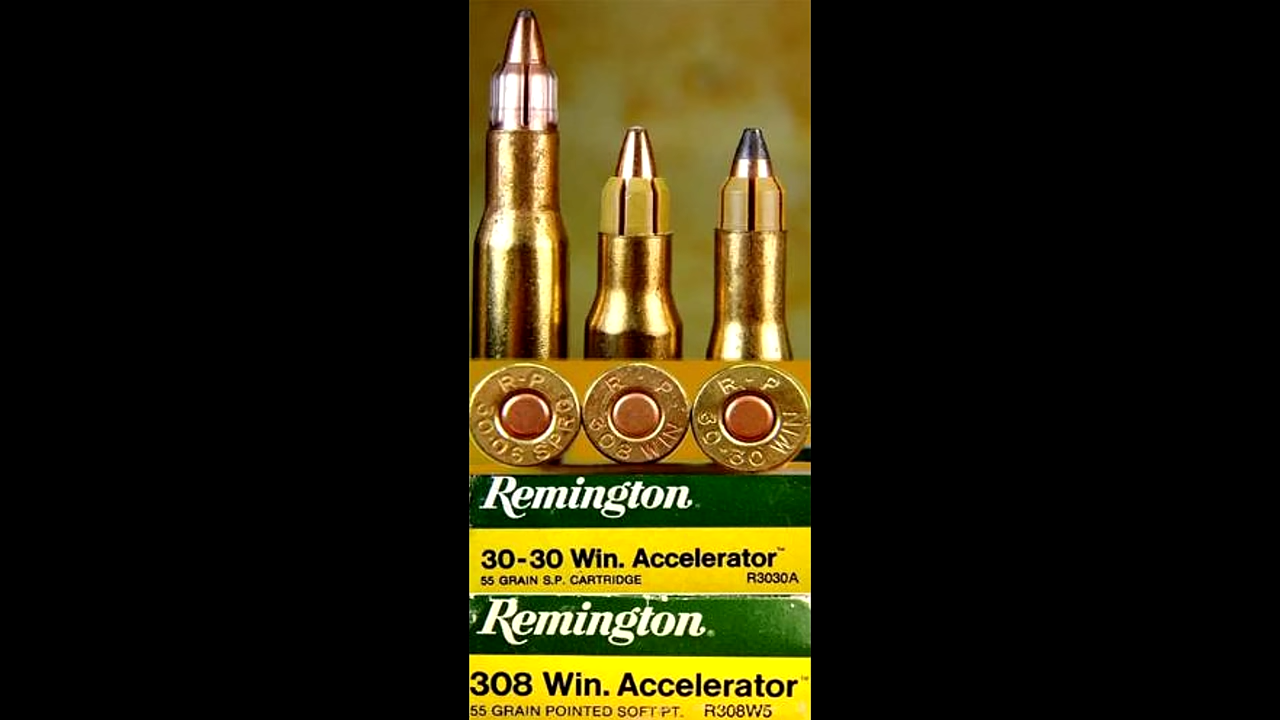 R-P
30-06 SPRG
R - P
308 WIN
R - P
30-30 WIN
Remington
30-30 Win. Accelerator™
55 GRAIN S.P. CARTRIDGE R3030A
Remington
308 Win. Accelerator™
55 GRAIN POINTED SOFT PT. R308W5